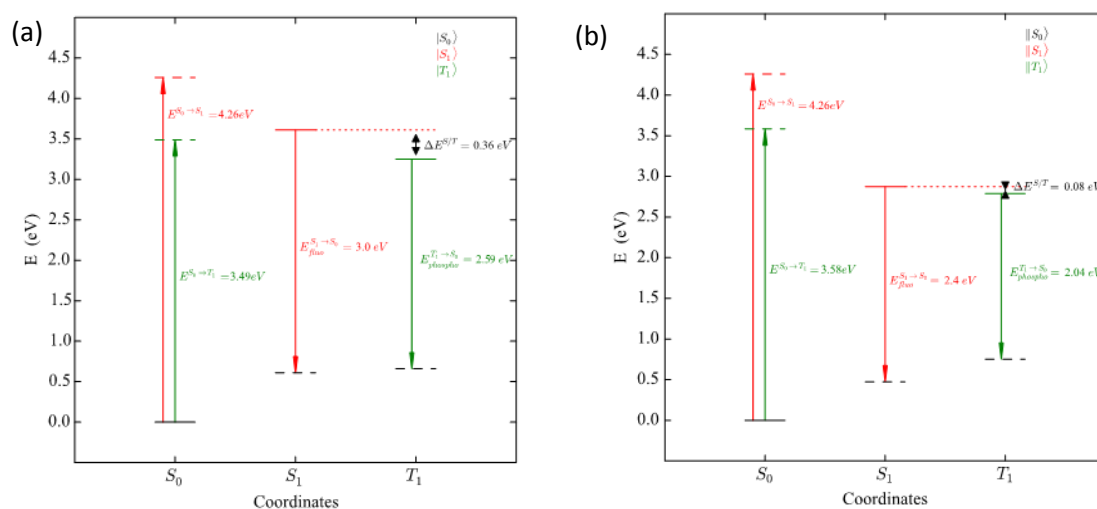 (a)
|S₀⟩
|S₁⟩
|T₁⟩
4.5
4.0
3.5
3.0
2.5
2.0
1.5
1.0
0.5
0.0
E (eV)
E^{S₀→S₁} = 4.26eV
E^{S₀→T₁} = 3.49eV
E_{fluo}^{S₁→S₀} = 3.0 eV
ΔE^{S/T} = 0.36 eV
E_{phospho}^{T₁→S₀} = 2.59 eV
S₀ S₁ T₁
Coordinates
(b)
‖S₀⟩
‖S₁⟩
‖T₁⟩
4.5
4.0
3.5
3.0
2.5
2.0
1.5
1.0
0.5
0.0
E (eV)
E^{S₀→S₁} = 4.26eV
E^{S₀→T₁} = 3.58eV
E_{fluo}^{S₁→S₀} = 2.4 eV
ΔE^{S/T} = 0.08 eV
E_{phospho}^{T₁→S₀} = 2.04 eV
S₀ S₁ T₁
Coordinates